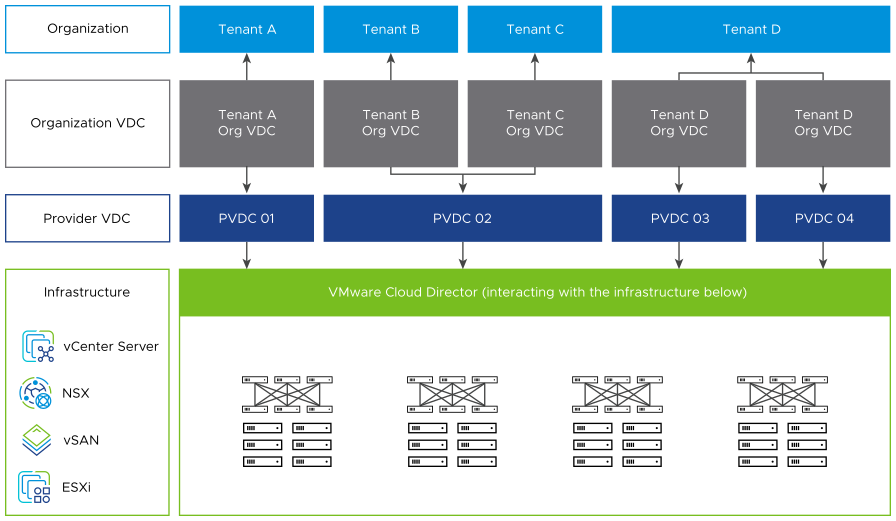 Organization
Tenant A
Tenant B
Tenant C
Tenant D
Organization VDC
Tenant A
Org VDC
Tenant B
Org VDC
Tenant C
Org VDC
Tenant D
Org VDC
Tenant D
Org VDC
Provider VDC
PVDC 01
PVDC 02
PVDC 03
PVDC 04
Infrastructure
VMware Cloud Director (interacting with the infrastructure below)
vCenter Server
NSX
vSAN
ESXi